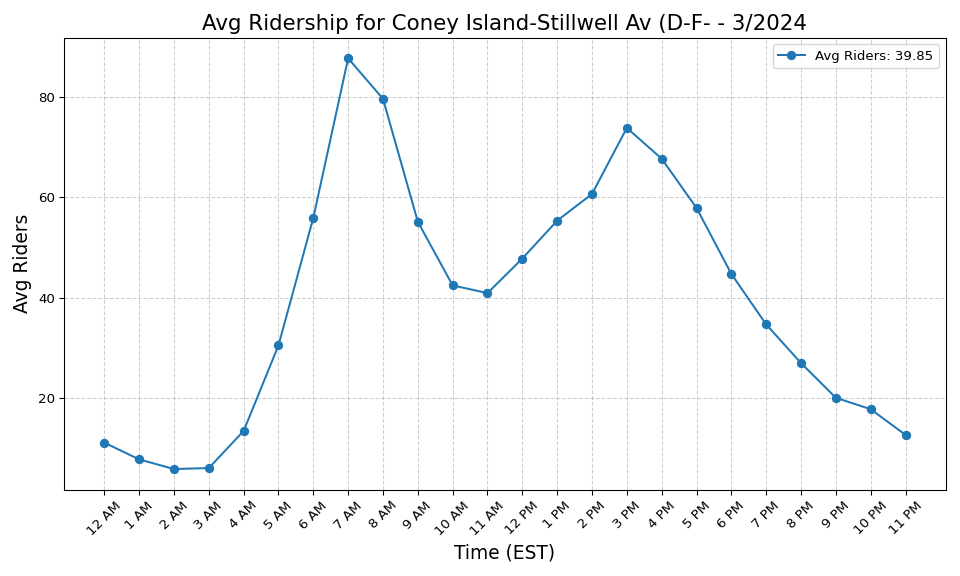 Avg Ridership for Coney Island-Stillwell Av (D-F- - 3/2024
Avg Riders: 39.85
Avg Riders
80
60
40
20
12 AM
1 AM
2 AM
3 AM
4 AM
5 AM
6 AM
7 AM
8 AM
9 AM
10 AM
11 AM
12 PM
1 PM
2 PM
3 PM
4 PM
5 PM
6 PM
7 PM
8 PM
9 PM
10 PM
11 PM
Time (EST)